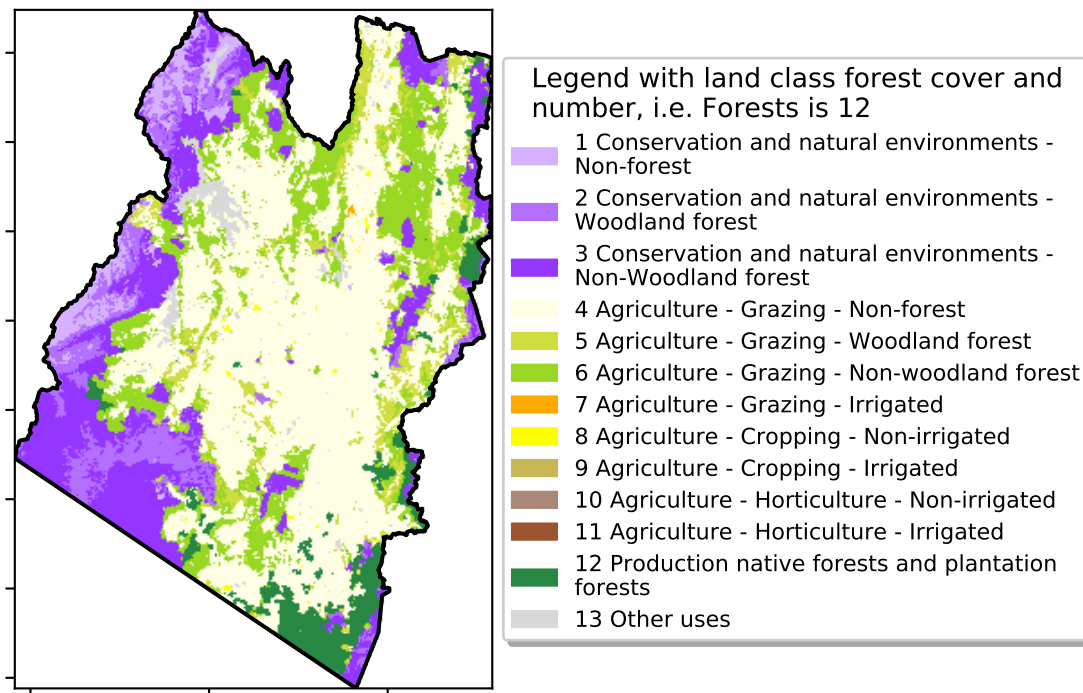 Legend with land class forest cover and
number, i.e. Forests is 12
1 Conservation and natural environments -
Non-forest
2 Conservation and natural environments -
Woodland forest
3 Conservation and natural environments -
Non-Woodland forest
4 Agriculture - Grazing - Non-forest
5 Agriculture - Grazing - Woodland forest
6 Agriculture - Grazing - Non-woodland forest
7 Agriculture - Grazing - Irrigated
8 Agriculture - Cropping - Non-irrigated
9 Agriculture - Cropping - Irrigated
10 Agriculture - Horticulture - Non-irrigated
11 Agriculture - Horticulture - Irrigated
12 Production native forests and plantation
forests
13 Other uses